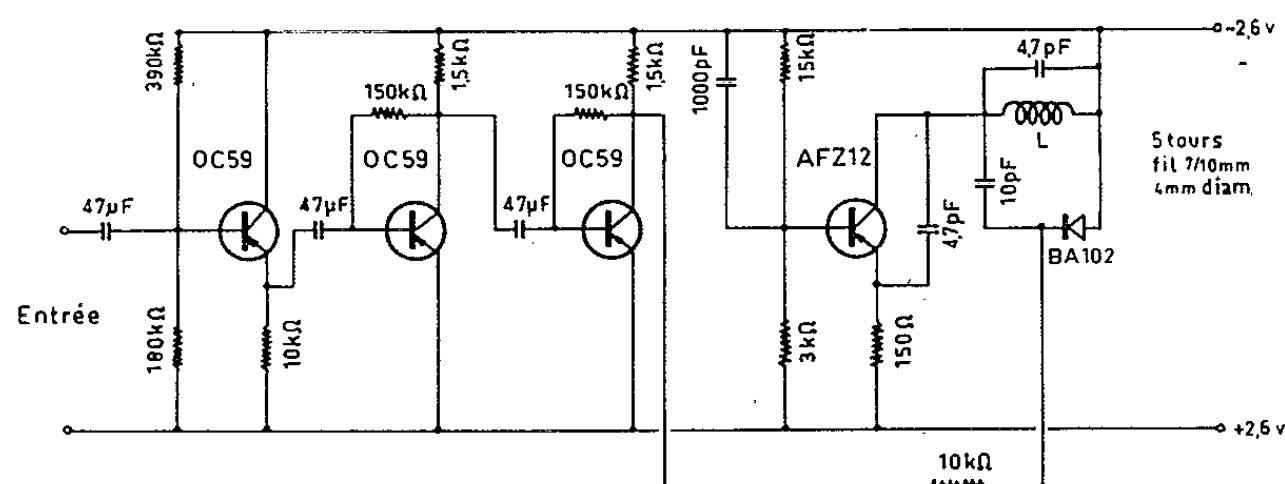 -2,6 v
390kΩ
1,5kΩ
1,5kΩ
1000pF
15kΩ
4,7pF
150kΩ
150kΩ
L
5 tours
fil 7/10mm
4mm diam.
OC59
OC59
OC59
AFZ12
10pF
47µF
47µF
47µF
4,7pF
BA102
Entrée
180kΩ
10kΩ
3kΩ
150Ω
+2,6 v
10kΩ